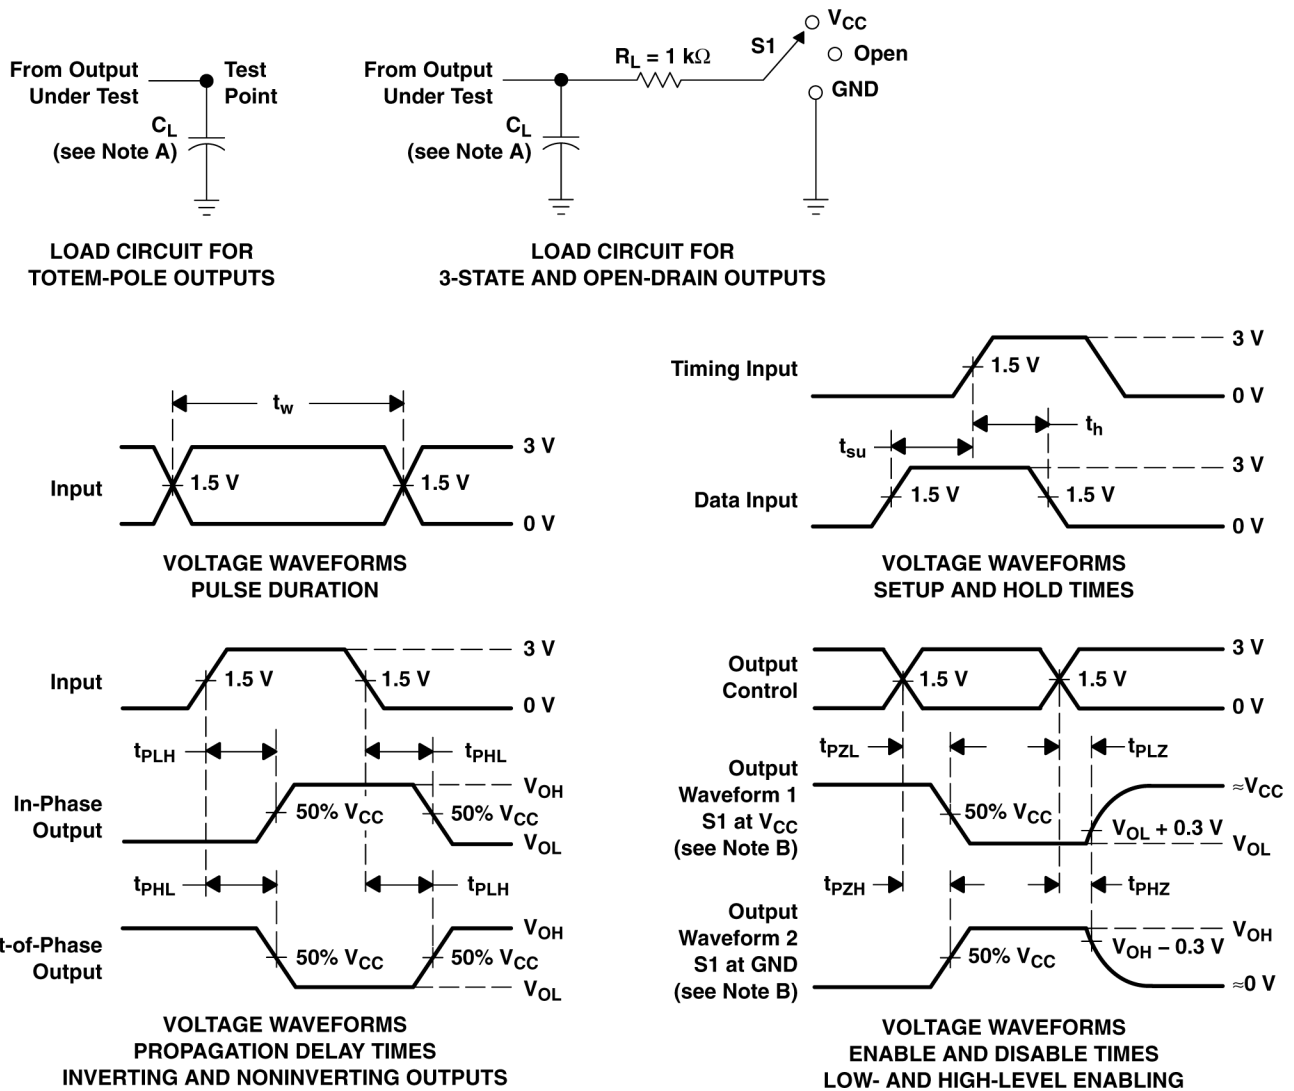 From Output
Under Test
Test
Point
CL
(see Note A)
LOAD CIRCUIT FOR
TOTEM-POLE OUTPUTS
From Output
Under Test
RL = 1 kΩ
S1
VCC
Open
GND
CL
(see Note A)
LOAD CIRCUIT FOR
3-STATE AND OPEN-DRAIN OUTPUTS
tw
Input
1.5 V
1.5 V
3 V
0 V
VOLTAGE WAVEFORMS
PULSE DURATION
Timing Input
1.5 V
3 V
0 V
th
tsu
Data Input
1.5 V
1.5 V
3 V
0 V
VOLTAGE WAVEFORMS
SETUP AND HOLD TIMES
Input
1.5 V
1.5 V
3 V
0 V
tPLH
tPHL
In-Phase
Output
50% VCC
50% VCC
VOH
VOL
tPHL
tPLH
t-of-Phase
Output
50% VCC
50% VCC
VOH
VOL
VOLTAGE WAVEFORMS
PROPAGATION DELAY TIMES
INVERTING AND NONINVERTING OUTPUTS
Output
Control
1.5 V
1.5 V
3 V
0 V
tPZL
tPLZ
Output
Waveform 1
S1 at VCC
(see Note B)
50% VCC
≈VCC
VOL + 0.3 V
VOL
tPZH
tPHZ
Output
Waveform 2
S1 at GND
(see Note B)
50% VCC
VOH
VOH − 0.3 V
≈0 V
VOLTAGE WAVEFORMS
ENABLE AND DISABLE TIMES
LOW- AND HIGH-LEVEL ENABLING